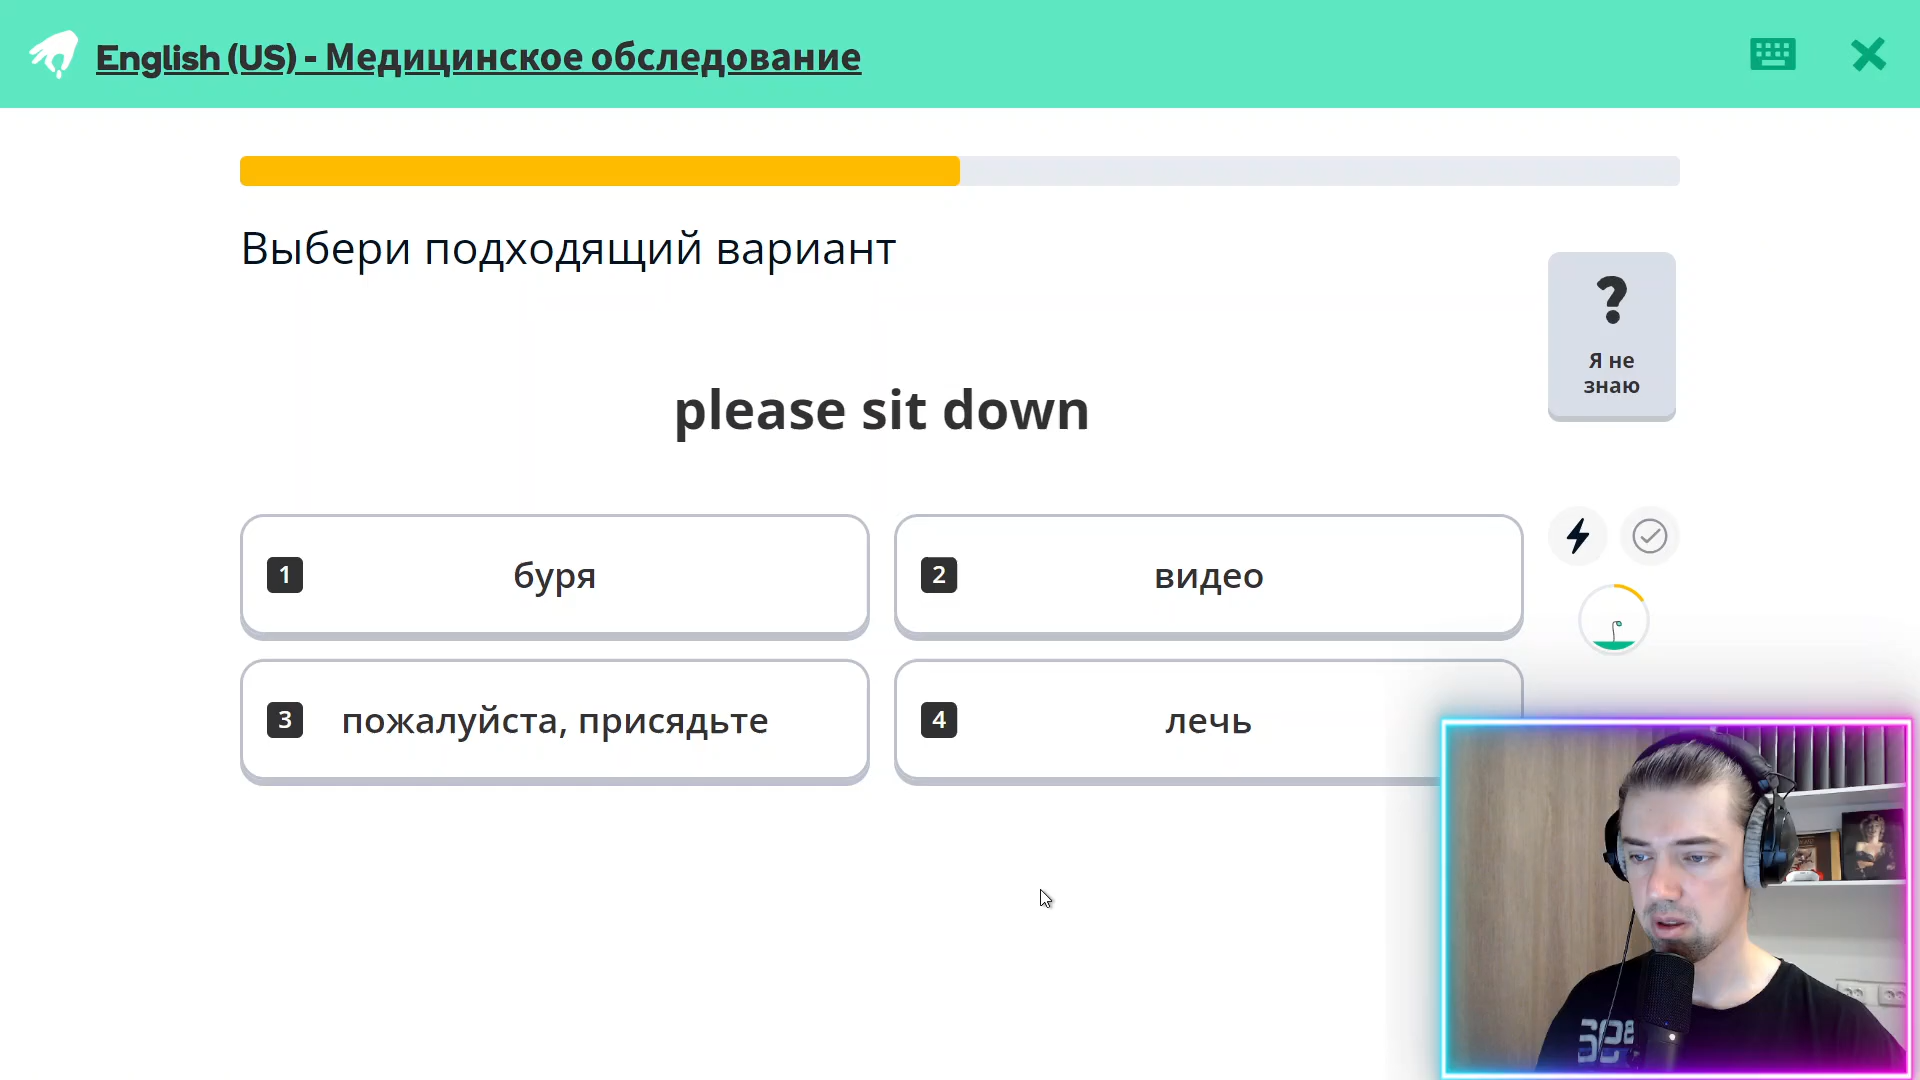 English (US) - Медицинское обследование
Выбери подходящий вариант
?
Я не
знаю
please sit down
1 буря
2 видео
3 пожалуйста, присядьте
4 лечь